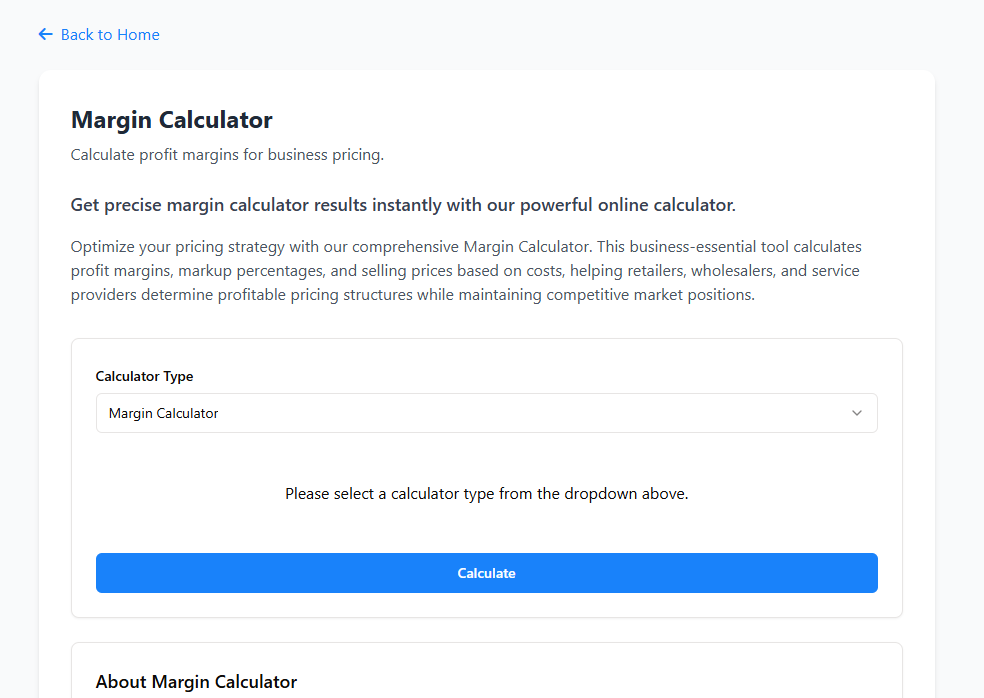 Back to Home
Margin Calculator
Calculate profit margins for business pricing.
Get precise margin calculator results instantly with our powerful online calculator.
Optimize your pricing strategy with our comprehensive Margin Calculator. This business-essential tool calculates
profit margins, markup percentages, and selling prices based on costs, helping retailers, wholesalers, and service
providers determine profitable pricing structures while maintaining competitive market positions.
Calculator Type
Margin Calculator
Please select a calculator type from the dropdown above.
Calculate
About Margin Calculator